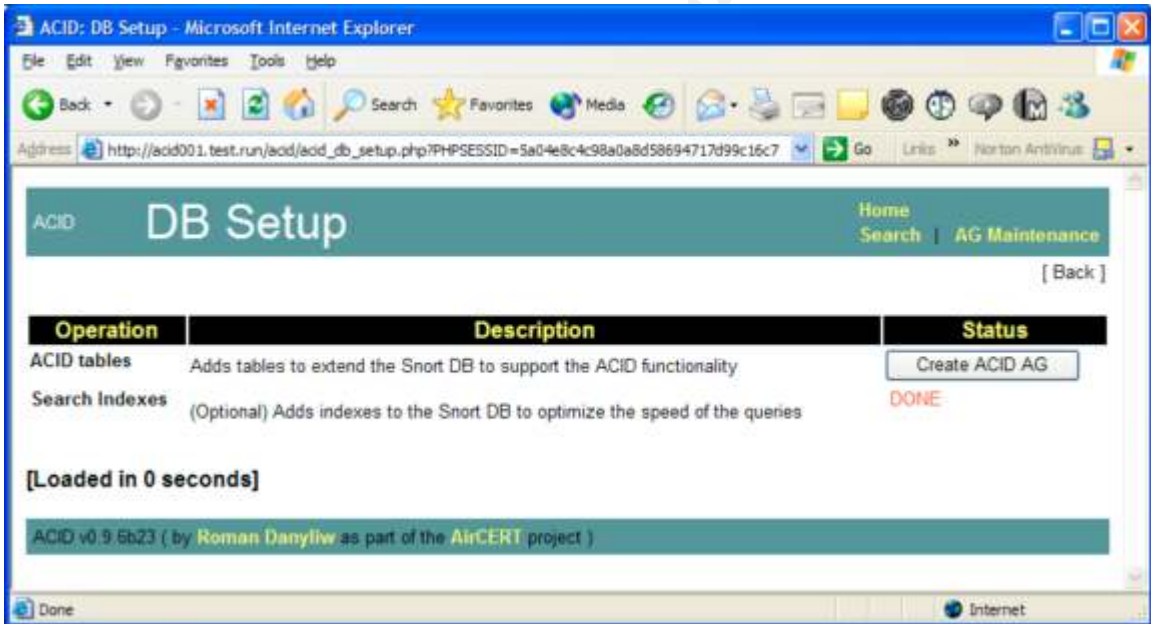 ACID: DB Setup - Microsoft Internet Explorer
File Edit View Favorites Tools Help
Back Search Favorites Media
Address http://acid001.test.run/acid/acid_db_setup.php?PHPSESSID=5a04e8c4c98a0a8d58694717d99c16c7 Go Links » Norton AntiVirus
ACID DB Setup Home
Search | AG Maintenance
[ Back ]
Operation Description Status
ACID tables Adds tables to extend the Snort DB to support the ACID functionality Create ACID AG
Search Indexes (Optional) Adds indexes to the Snort DB to optimize the speed of the queries DONE
[Loaded in 0 seconds]
ACID v0.9.6b23 ( by Roman Danyliw as part of the AirCERT project )
Done Internet